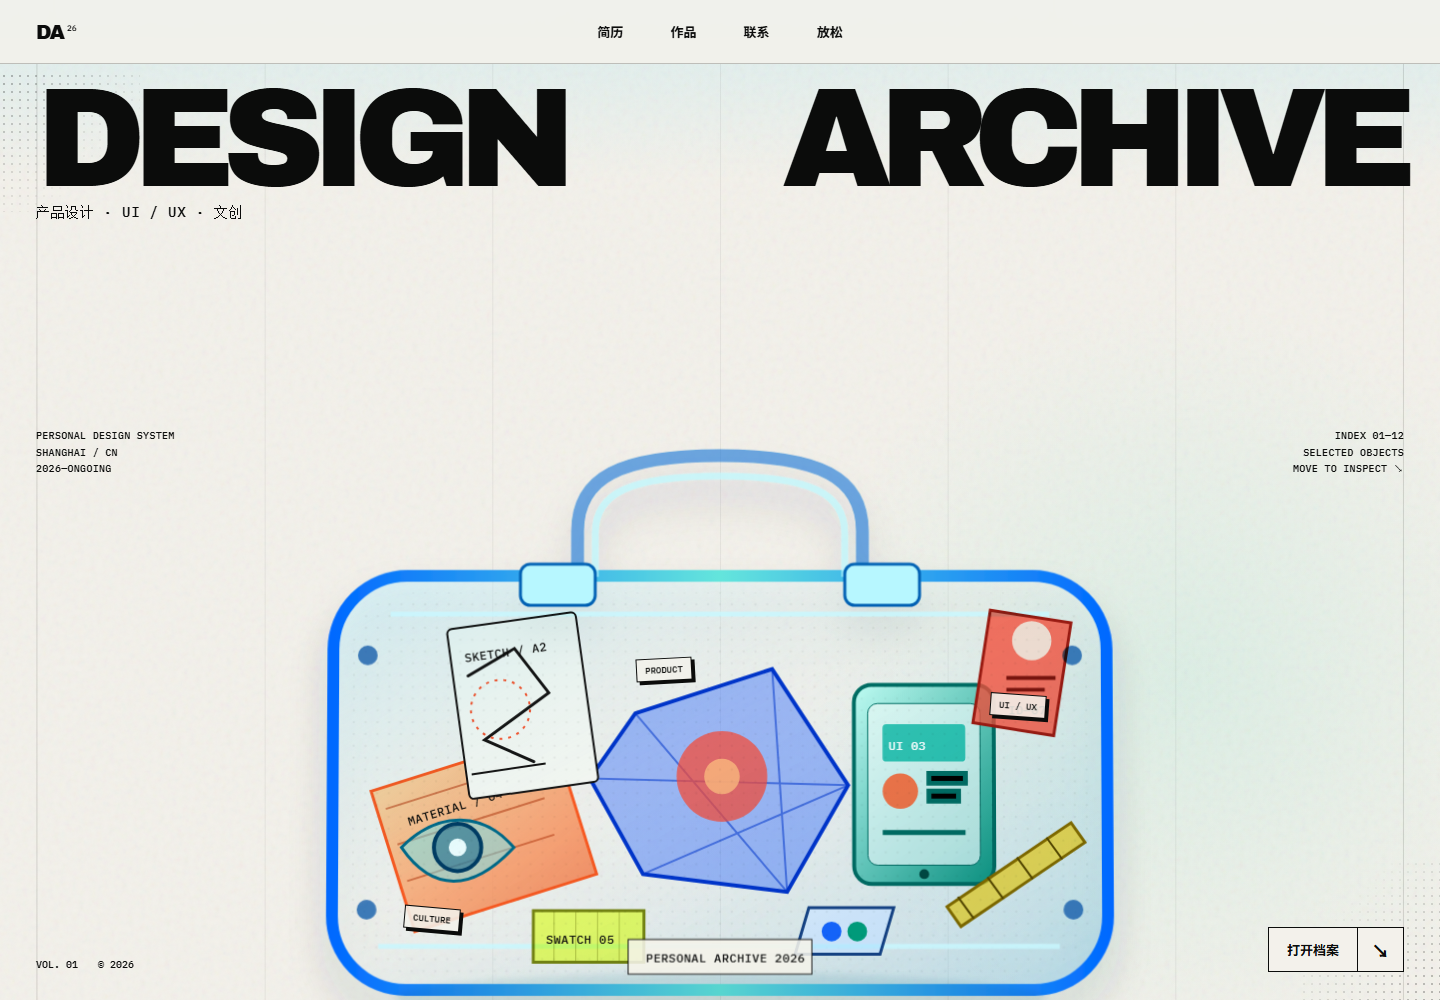 DA 26
简历 作品 联系 放松
DESIGN ARCHIVE
产品设计 · UI / UX · 文创
PERSONAL DESIGN SYSTEM
SHANGHAI / CN
2026—ONGOING
INDEX 01—12
SELECTED OBJECTS
MOVE TO INSPECT ↘
SKETCH / A2
PRODUCT
UI / UX
UI 03
MATERIAL /
CULTURE
SWATCH 05
PERSONAL ARCHIVE 2026
VOL. 01 © 2026
打开档案 ↘